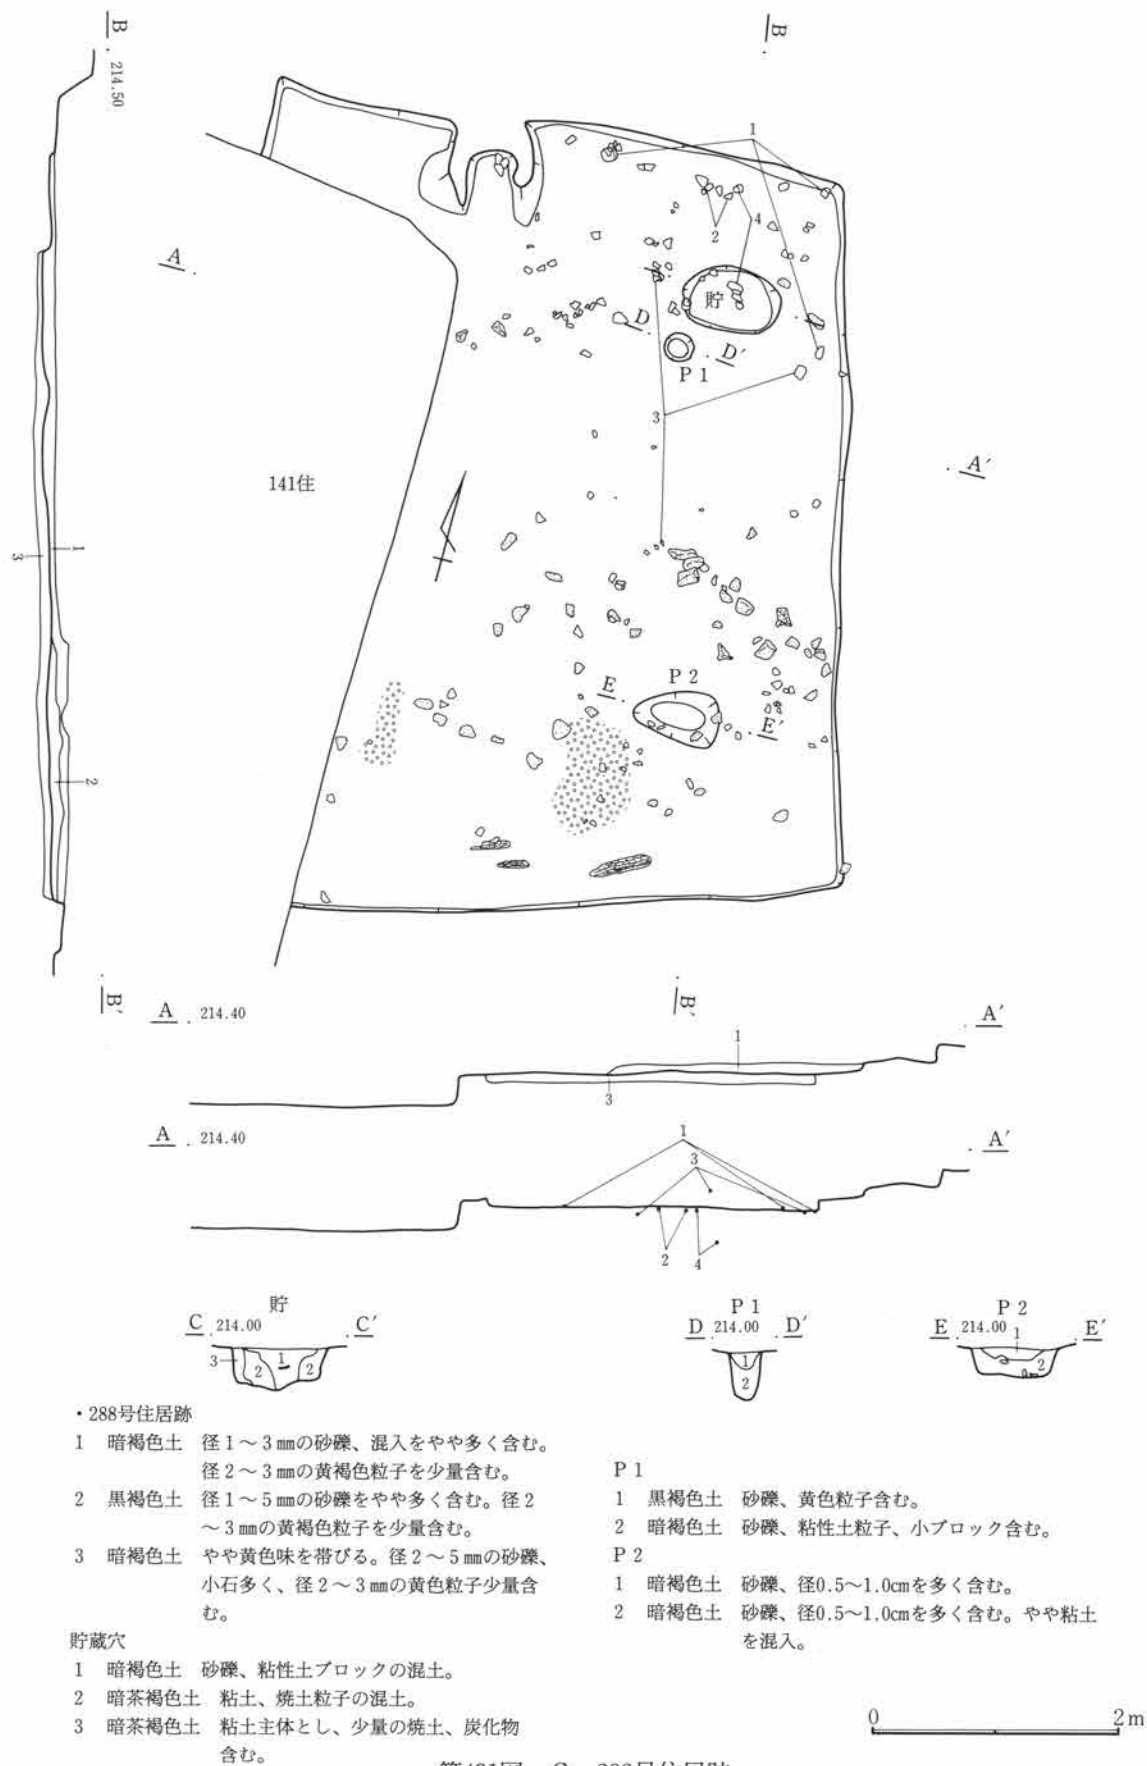 B
214.50
B
1
2
4
A
貯
D
D′
P 1
3
A′
141住
1
3
P 2
E
E′
2
B′
B′
A 214.40
A′
1
3
A 214.40
A′
1
3
2
4
貯
C 214.00 C′
3
2
1
2
P 1
D 214.00 D′
1
2
P 2
E 214.00 E′
1
2
・288号住居跡
1 暗褐色土 径1～3㎜の砂礫、混入をやや多く含む。
径2～3㎜の黄褐色粒子を少量含む。
2 黒褐色土 径1～5㎜の砂礫をやや多く含む。径2
～3㎜の黄褐色粒子を少量含む。
3 暗褐色土 やや黄色味を帯びる。径2～5㎜の砂礫、
小石多く、径2～3㎜の黄色粒子少量含
む。
貯蔵穴
1 暗褐色土 砂礫、粘性土ブロックの混土。
2 暗茶褐色土 粘土、焼土粒子の混土。
3 暗茶褐色土 粘土主体とし、少量の焼土、炭化物
含む。
P 1
1 黒褐色土 砂礫、黄色粒子含む。
2 暗褐色土 砂礫、粘性土粒子、小ブロック含む。
P 2
1 暗褐色土 砂礫、径0.5～1.0㎝を多く含む。
2 暗褐色土 砂礫、径0.5～1.0㎝を多く含む。やや粘土
を混入。
0 2m